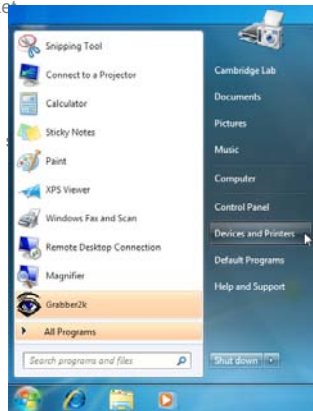 Snipping Tool
Connect to a Projector
Calculator
Sticky Notes
Paint
XPS Viewer
Windows Fax and Scan
Remote Desktop Connection
Magnifier
Grabber2k
All Programs
Search programs and files
Cambridge Lab
Documents
Pictures
Music
Computer
Control Panel
Devices and Printers
Default Programs
Help and Support
Shut down